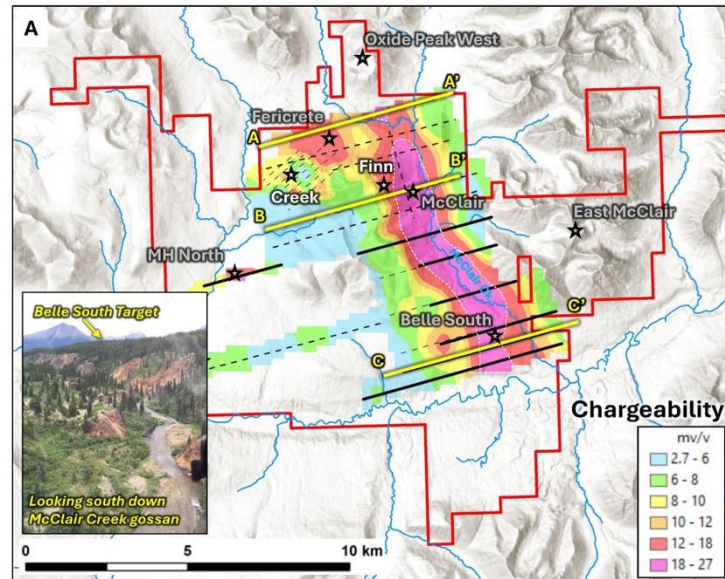 A
Oxide Peak West
A'
Fericrete
A
B'
Finn
Creek
McClair
B
East McClair
MH North
McClair Ck.
C'
Belle South
C
Belle South Target
Looking south down
McClair Creek gossan
Chargeability
mv/v
2.7 - 6
6 - 8
8 - 10
10 - 12
12 - 18
18 - 27
0
5
10 km